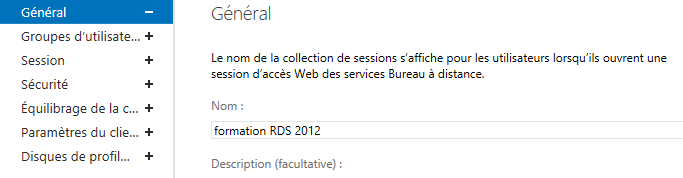 Général
Groupes d'utilisate...
Session
Sécurité
Équilibrage de la c...
Paramètres du clie...
Disques de profil...
Général
Le nom de la collection de sessions s'affiche pour les utilisateurs lorsqu'ils ouvrent une
session d'accès Web des services Bureau à distance.
Nom :
formation RDS 2012
Description (facultative) :